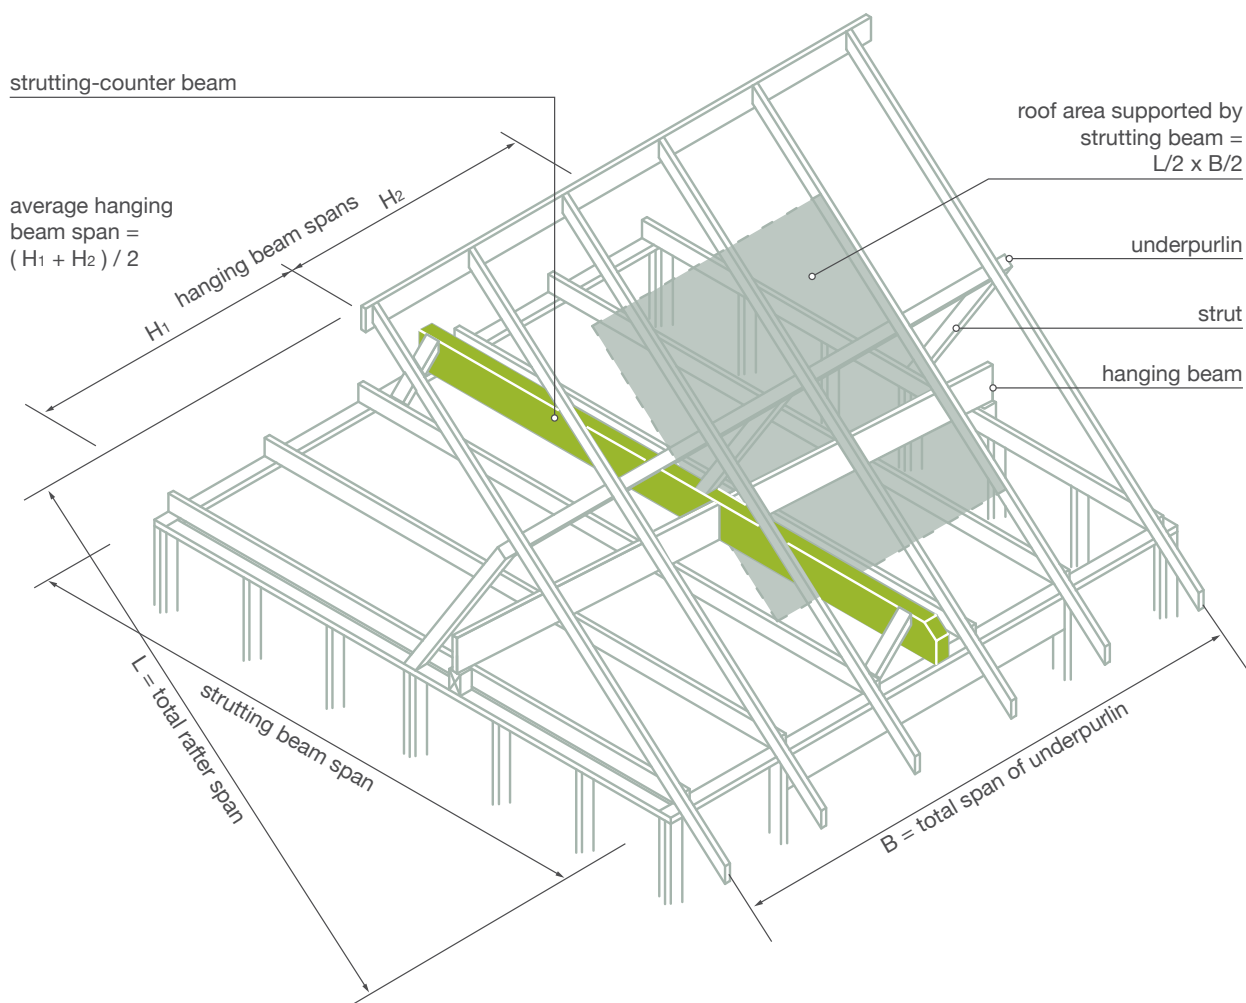 strutting-counter beam
average hanging
beam span =
( H1 + H2 ) / 2
H1 hanging beam spans H2
roof area supported by
strutting beam =
L/2 x B/2
underpurlin
strut
hanging beam
L = total rafter span
strutting beam span
B = total span of underpurlin